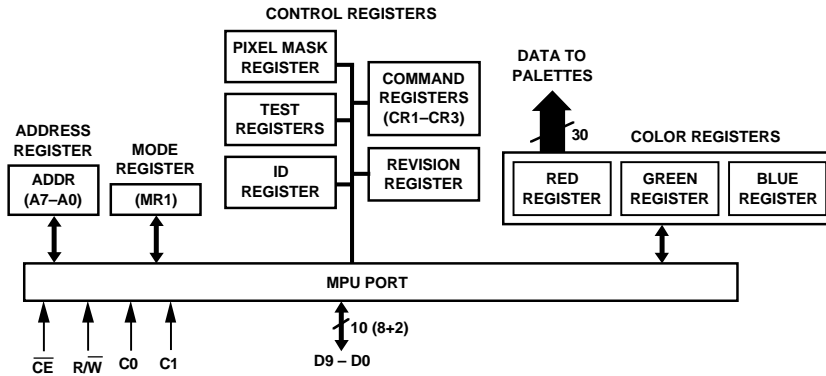 CONTROL REGISTERS
PIXEL MASK
REGISTER
TEST
REGISTERS
ID
REGISTER
COMMAND
REGISTERS
(CR1–CR3)
REVISION
REGISTER
DATA TO
PALETTES
30
ADDRESS
REGISTER
ADDR
(A7–A0)
MODE
REGISTER
(MR1)
COLOR REGISTERS
RED
REGISTER
GREEN
REGISTER
BLUE
REGISTER
MPU PORT
10 (8+2)
C̅E̅ R/W̅ C0 C1 D9 – D0